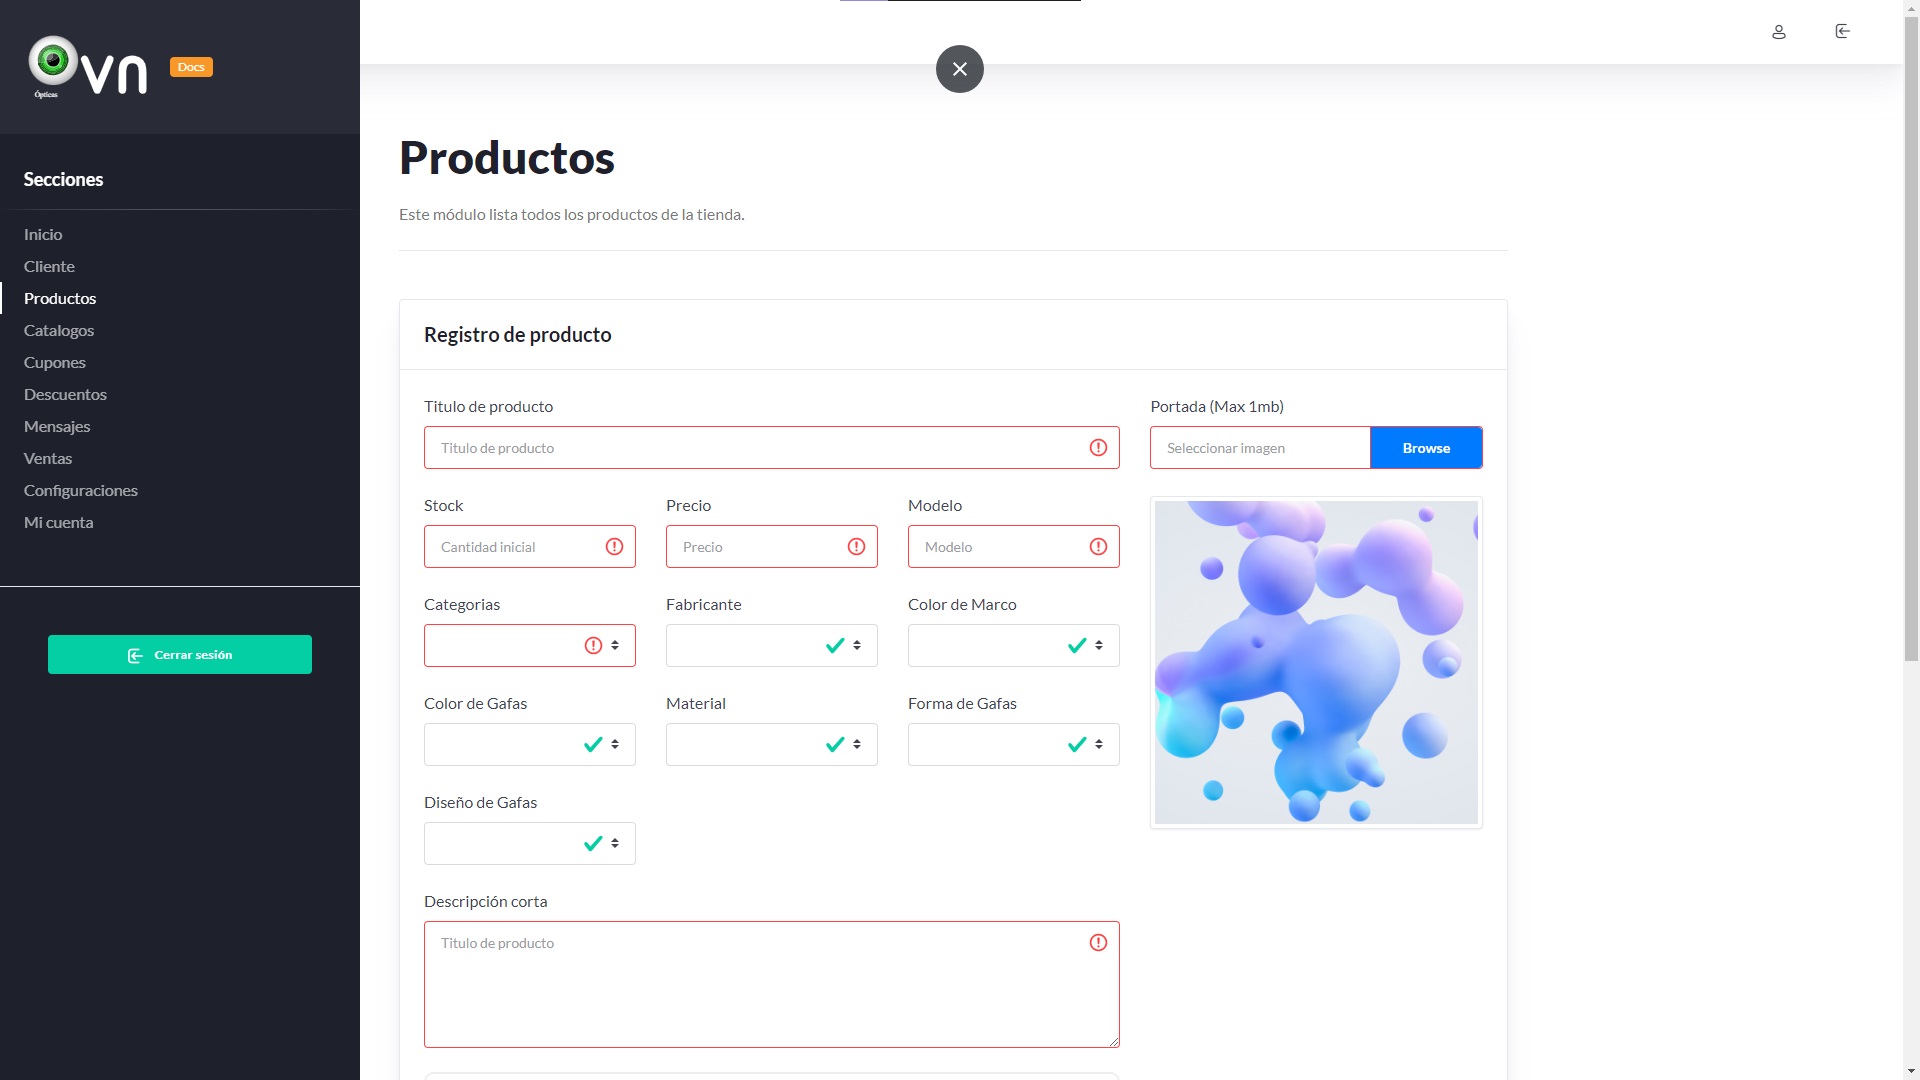 vn
Ópticas
Docs
Secciones
Inicio
Cliente
Productos
Catalogos
Cupones
Descuentos
Mensajes
Ventas
Configuraciones
Mi cuenta
Cerrar sesión
Productos
Este módulo lista todos los productos de la tienda.
Registro de producto
Titulo de producto
Portada (Max 1mb)
Titulo de producto
Seleccionar imagen
Browse
Stock
Precio
Modelo
Cantidad inicial
Precio
Modelo
Categorias
Fabricante
Color de Marco
Color de Gafas
Material
Forma de Gafas
Diseño de Gafas
Descripción corta
Titulo de producto